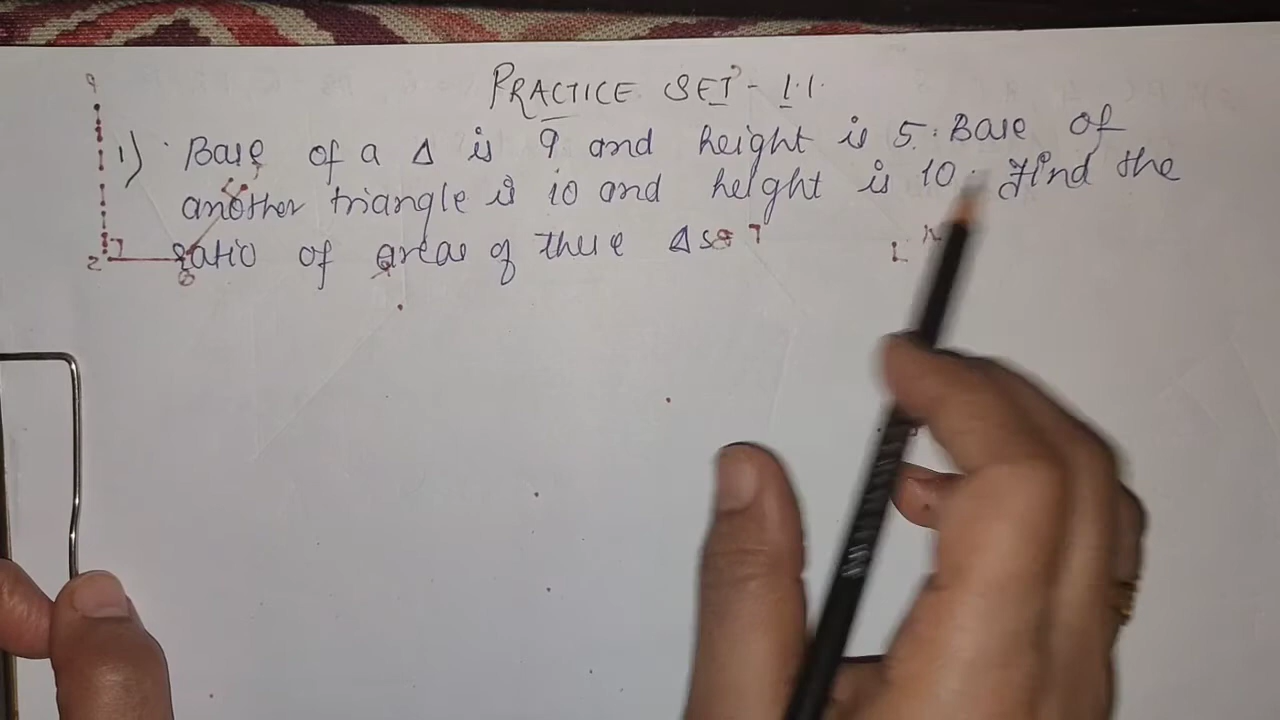 PRACTICE SET - 1.1
1) Base of a Δ is 9 and height is 5. Base of
another triangle is 10 and height is 10. Find the
ratio of areas of these Δs